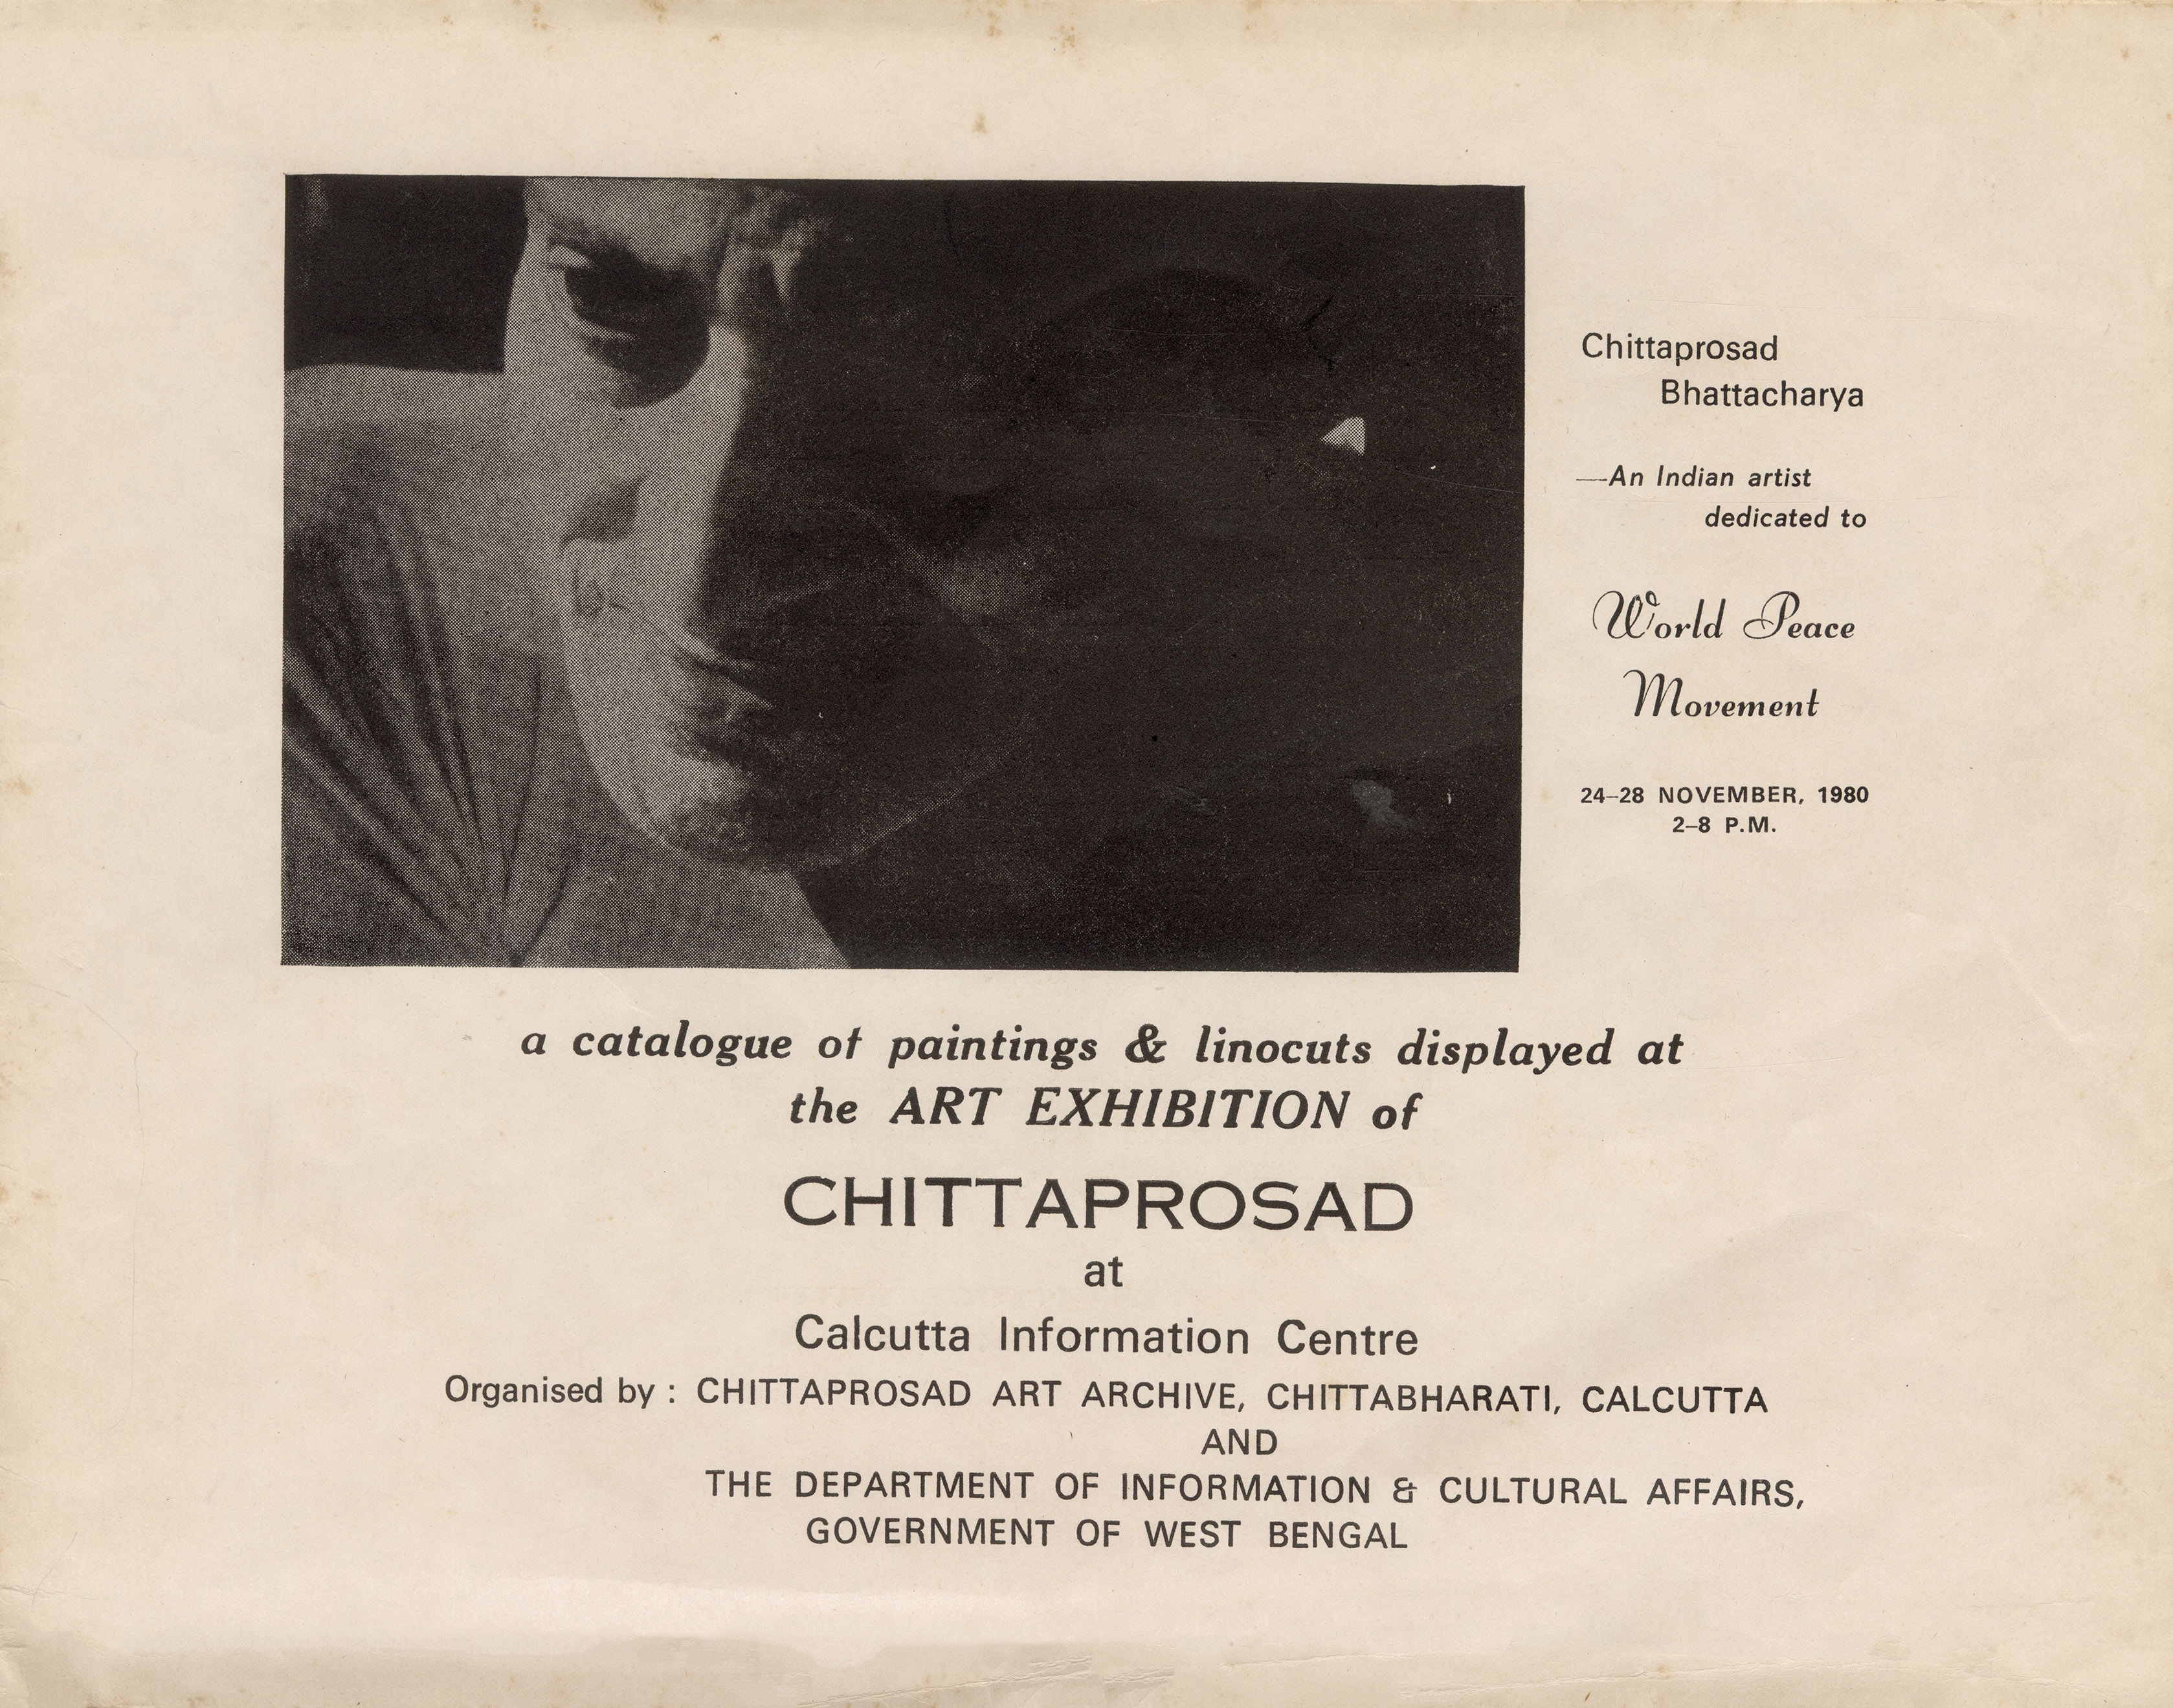 Chittaprosad
Bhattacharya
—An Indian artist
dedicated to
World Peace
Movement
24–28 NOVEMBER, 1980
2–8 P.M.
a catalogue of paintings & linocuts displayed at
the ART EXHIBITION of
CHITTAPROSAD
at
Calcutta Information Centre
Organised by : CHITTAPROSAD ART ARCHIVE, CHITTABHARATI, CALCUTTA
AND
THE DEPARTMENT OF INFORMATION & CULTURAL AFFAIRS,
GOVERNMENT OF WEST BENGAL